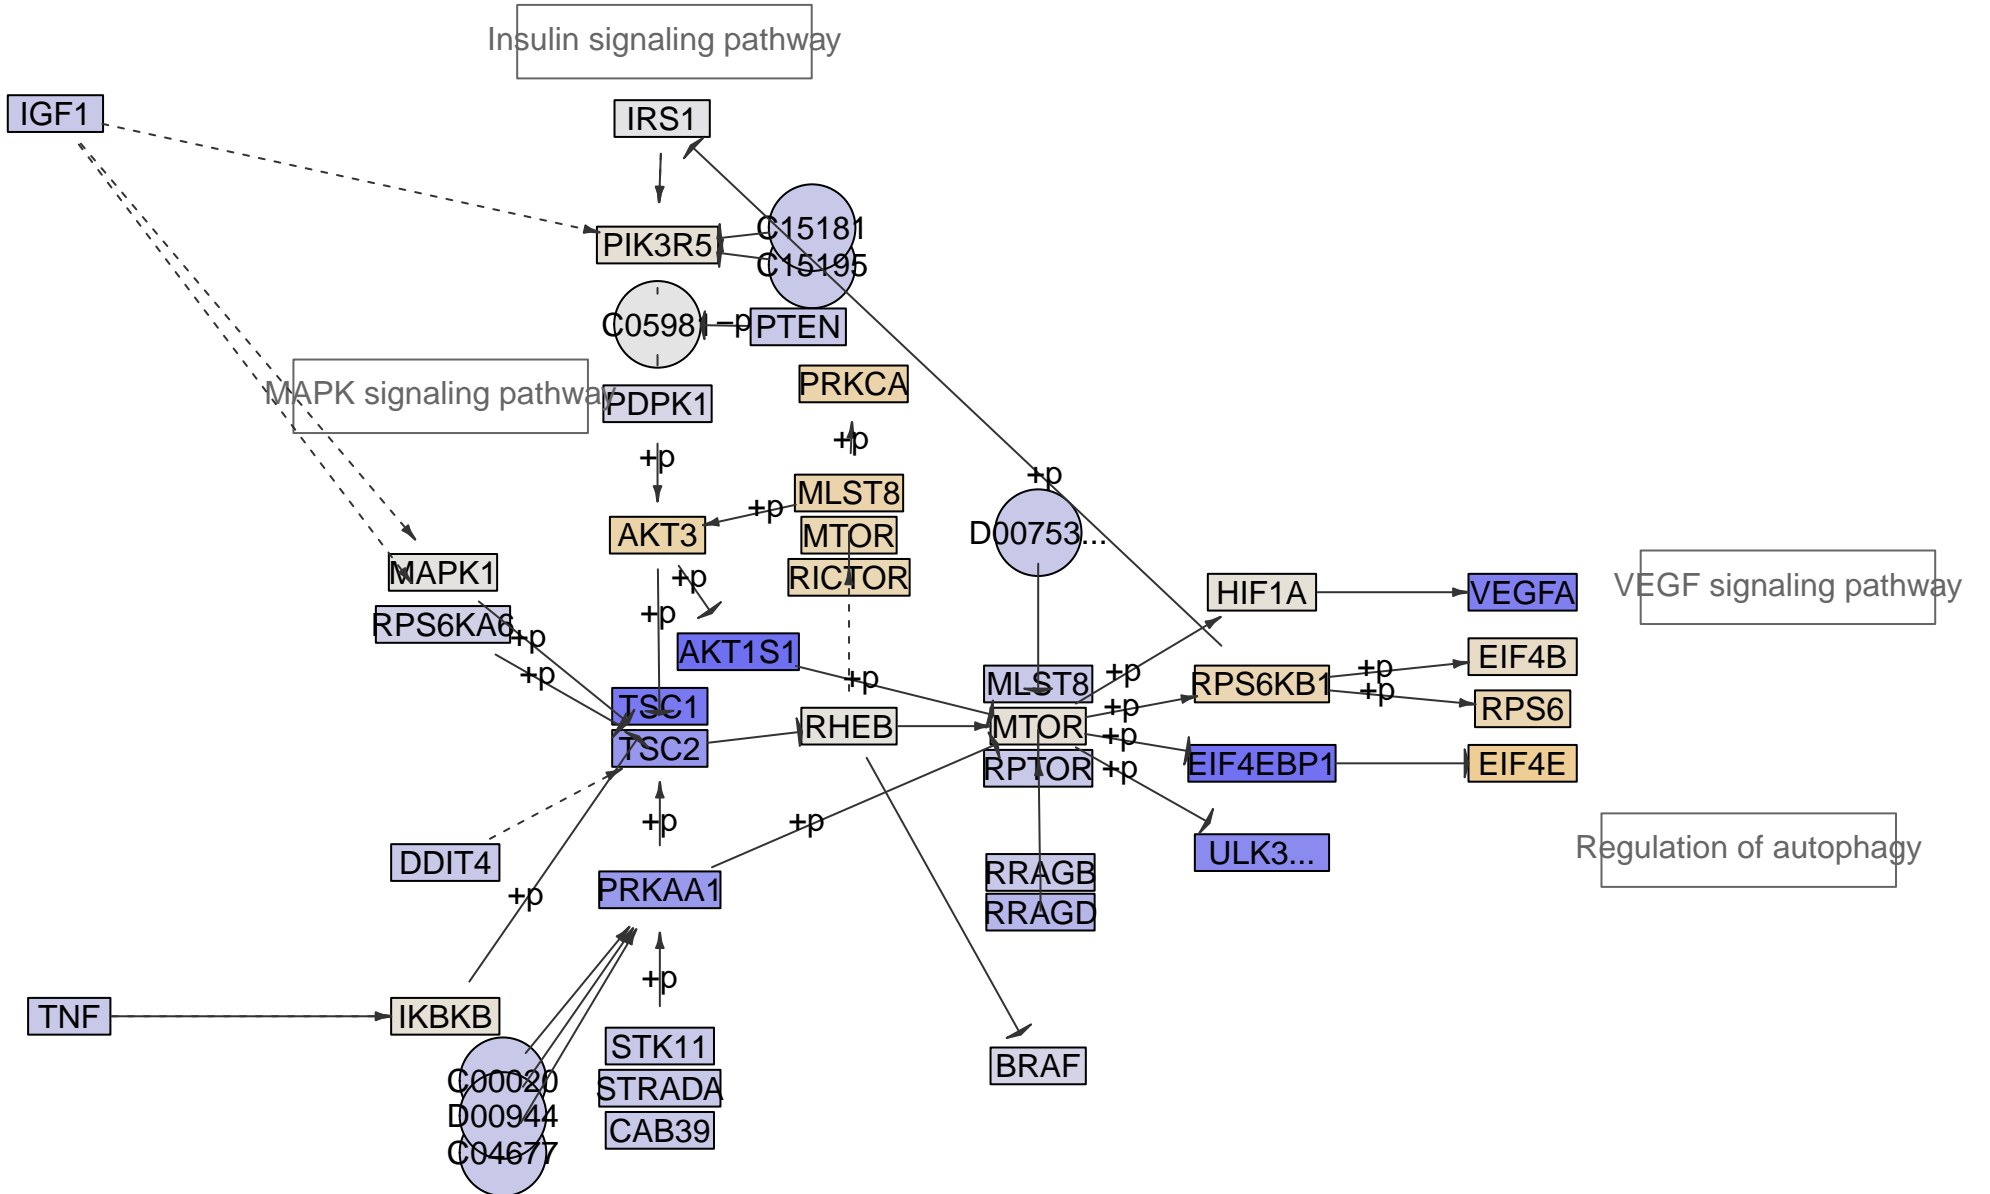 Insulin signaling pathway
IGF1
IRS1
PIK3R5
C15181
C15195
C05981
−p
PTEN
MAPK signaling pathway
PDPK1
PRKCA
+p
+p
+p
MLST8
+p
AKT3
MTOR
D00753...
RICTOR
MAPK1
+p
HIF1A
VEGFA
VEGF signaling pathway
RPS6KA6
+p
+p
AKT1S1
EIF4B
+p
+p
+p
MLST8
+p
RPS6KB1
+p
+p
TSC1
+p
RPS6
RHEB
MTOR
TSC2
+p
RPTOR
+p
EIF4EBP1
EIF4E
+p
+p
DDIT4
ULK3...
Regulation of autophagy
RRAGB
PRKAA1
+p
RRAGD
+p
TNF
IKBKB
STK11
BRAF
C00020
STRADA
D00944
CAB39
C04677